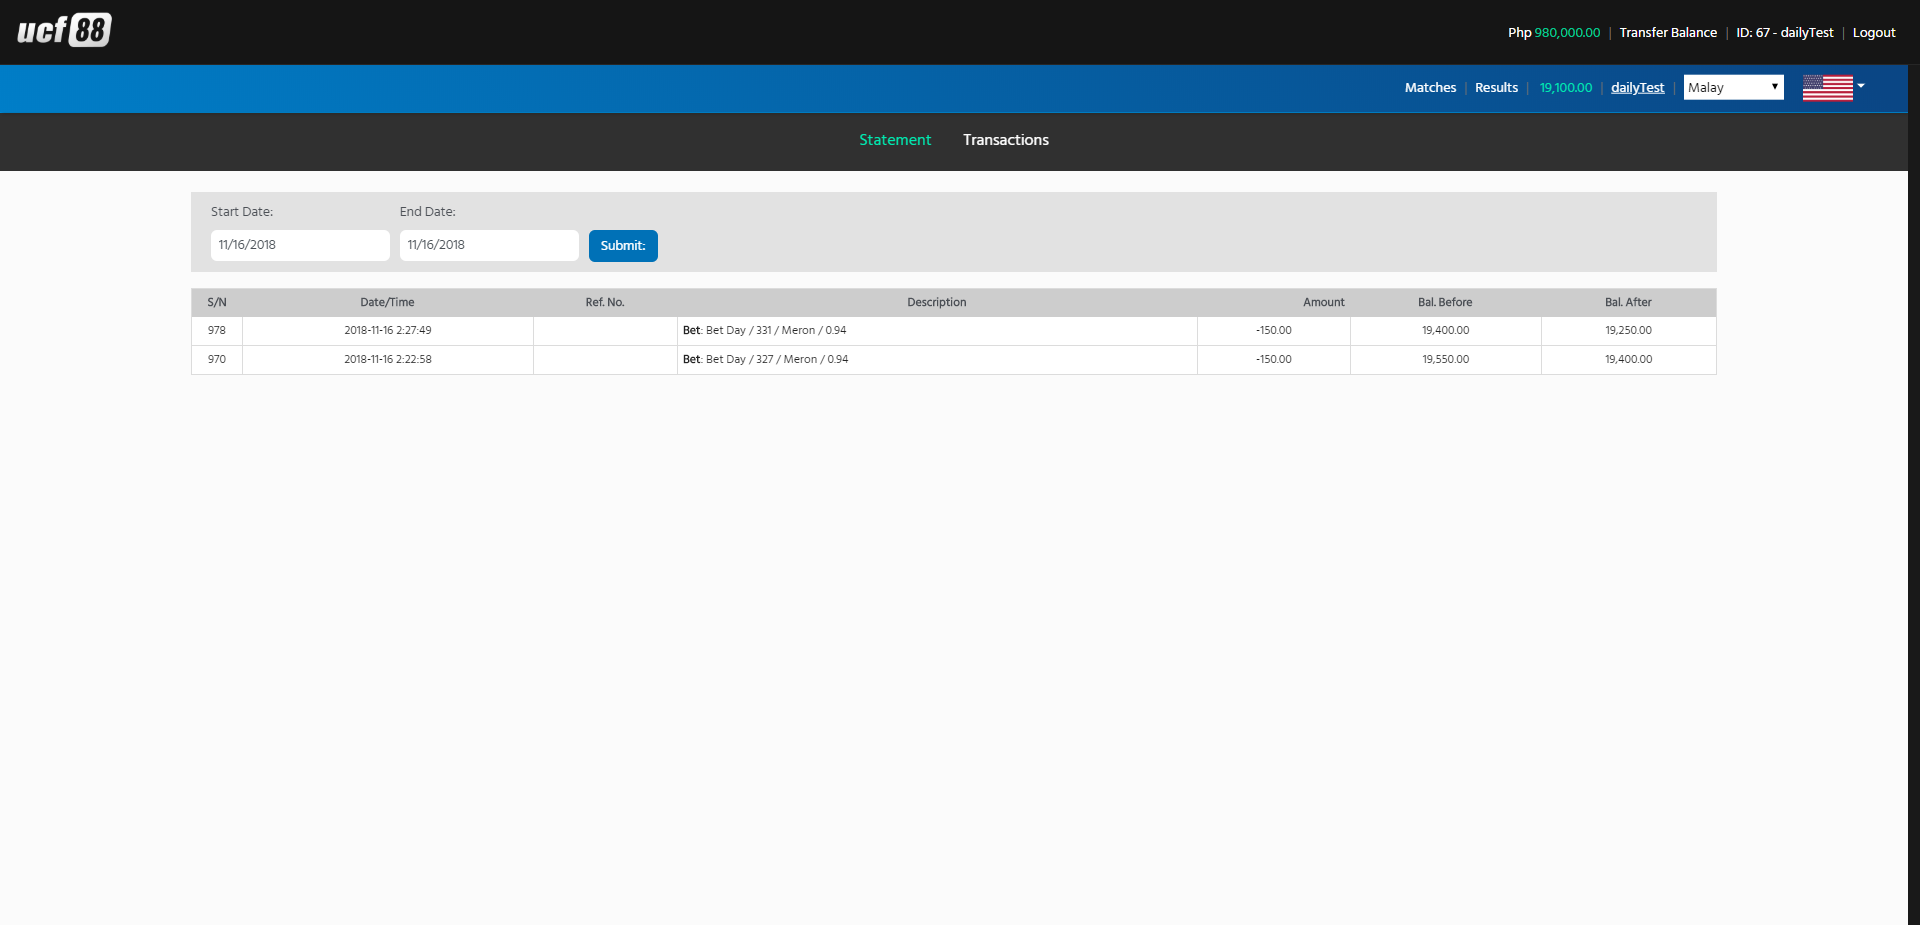 ucf 88
Php 980,000.00 | Transfer Balance | ID: 67 - dailyTest | Logout
Matches | Results | 19,100.00 | dailyTest | Malay
Statement Transactions
Start Date: End Date:
11/16/2018 11/16/2018 Submit:
S/N Date/Time Ref. No. Description Amount Bal. Before Bal. After
978 2018-11-16 2:27:49 Bet: Bet Day / 331 / Meron / 0.94 -150.00 19,400.00 19,250.00
970 2018-11-16 2:22:58 Bet: Bet Day / 327 / Meron / 0.94 -150.00 19,550.00 19,400.00